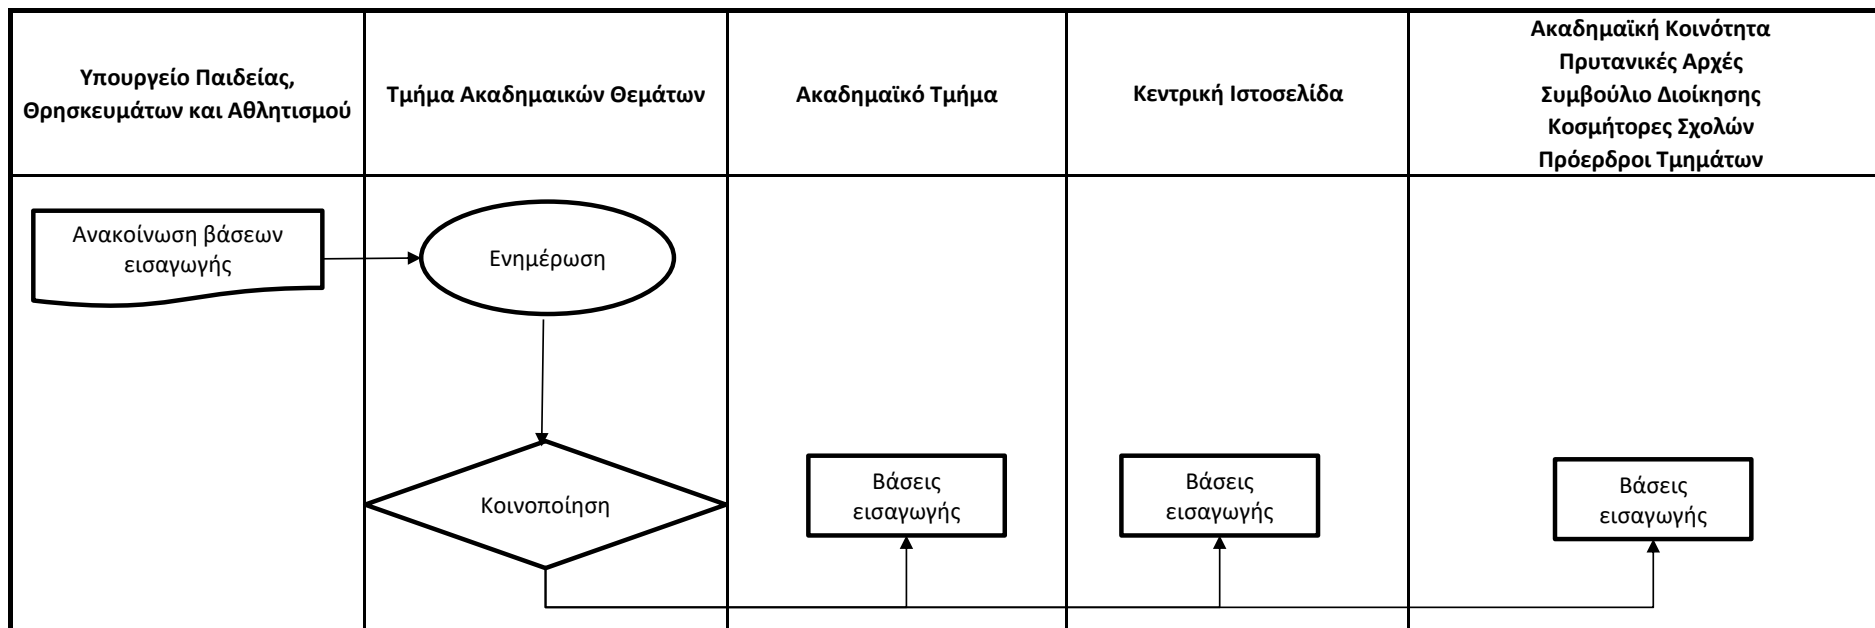 Υπουργείο Παιδείας,
Θρησκευμάτων και Αθλητισμού
Τμήμα Ακαδημαικών Θεμάτων
Ακαδημαϊκό Τμήμα
Κεντρική Ιστοσελίδα
Ακαδημαϊκή Κοινότητα
Πρυτανικές Αρχές
Συμβούλιο Διοίκησης
Κοσμήτορες Σχολών
Πρόερδροι Τμημάτων
Ανακοίνωση βάσεων
εισαγωγής
Ενημέρωση
Κοινοποίηση
Βάσεις
εισαγωγής
Βάσεις
εισαγωγής
Βάσεις
εισαγωγής